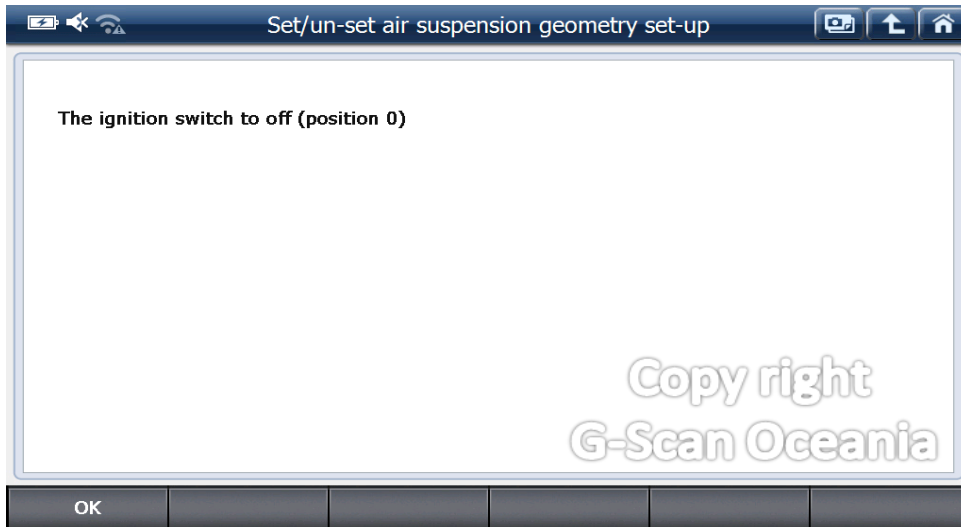 Set/un-set air suspension geometry set-up
The ignition switch to off (position 0)
Copy right
G-Scan Oceania
OK